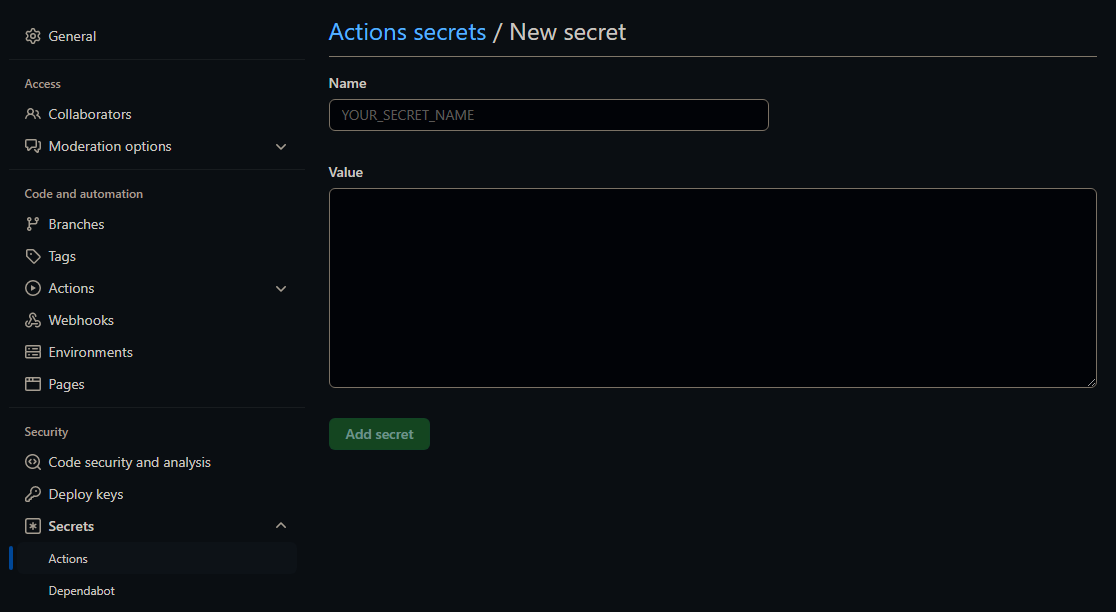 General
Access
Collaborators
Moderation options
Code and automation
Branches
Tags
Actions
Webhooks
Environments
Pages
Security
Code security and analysis
Deploy keys
Secrets
Actions
Dependabot
Actions secrets / New secret
Name
YOUR_SECRET_NAME
Value
Add secret